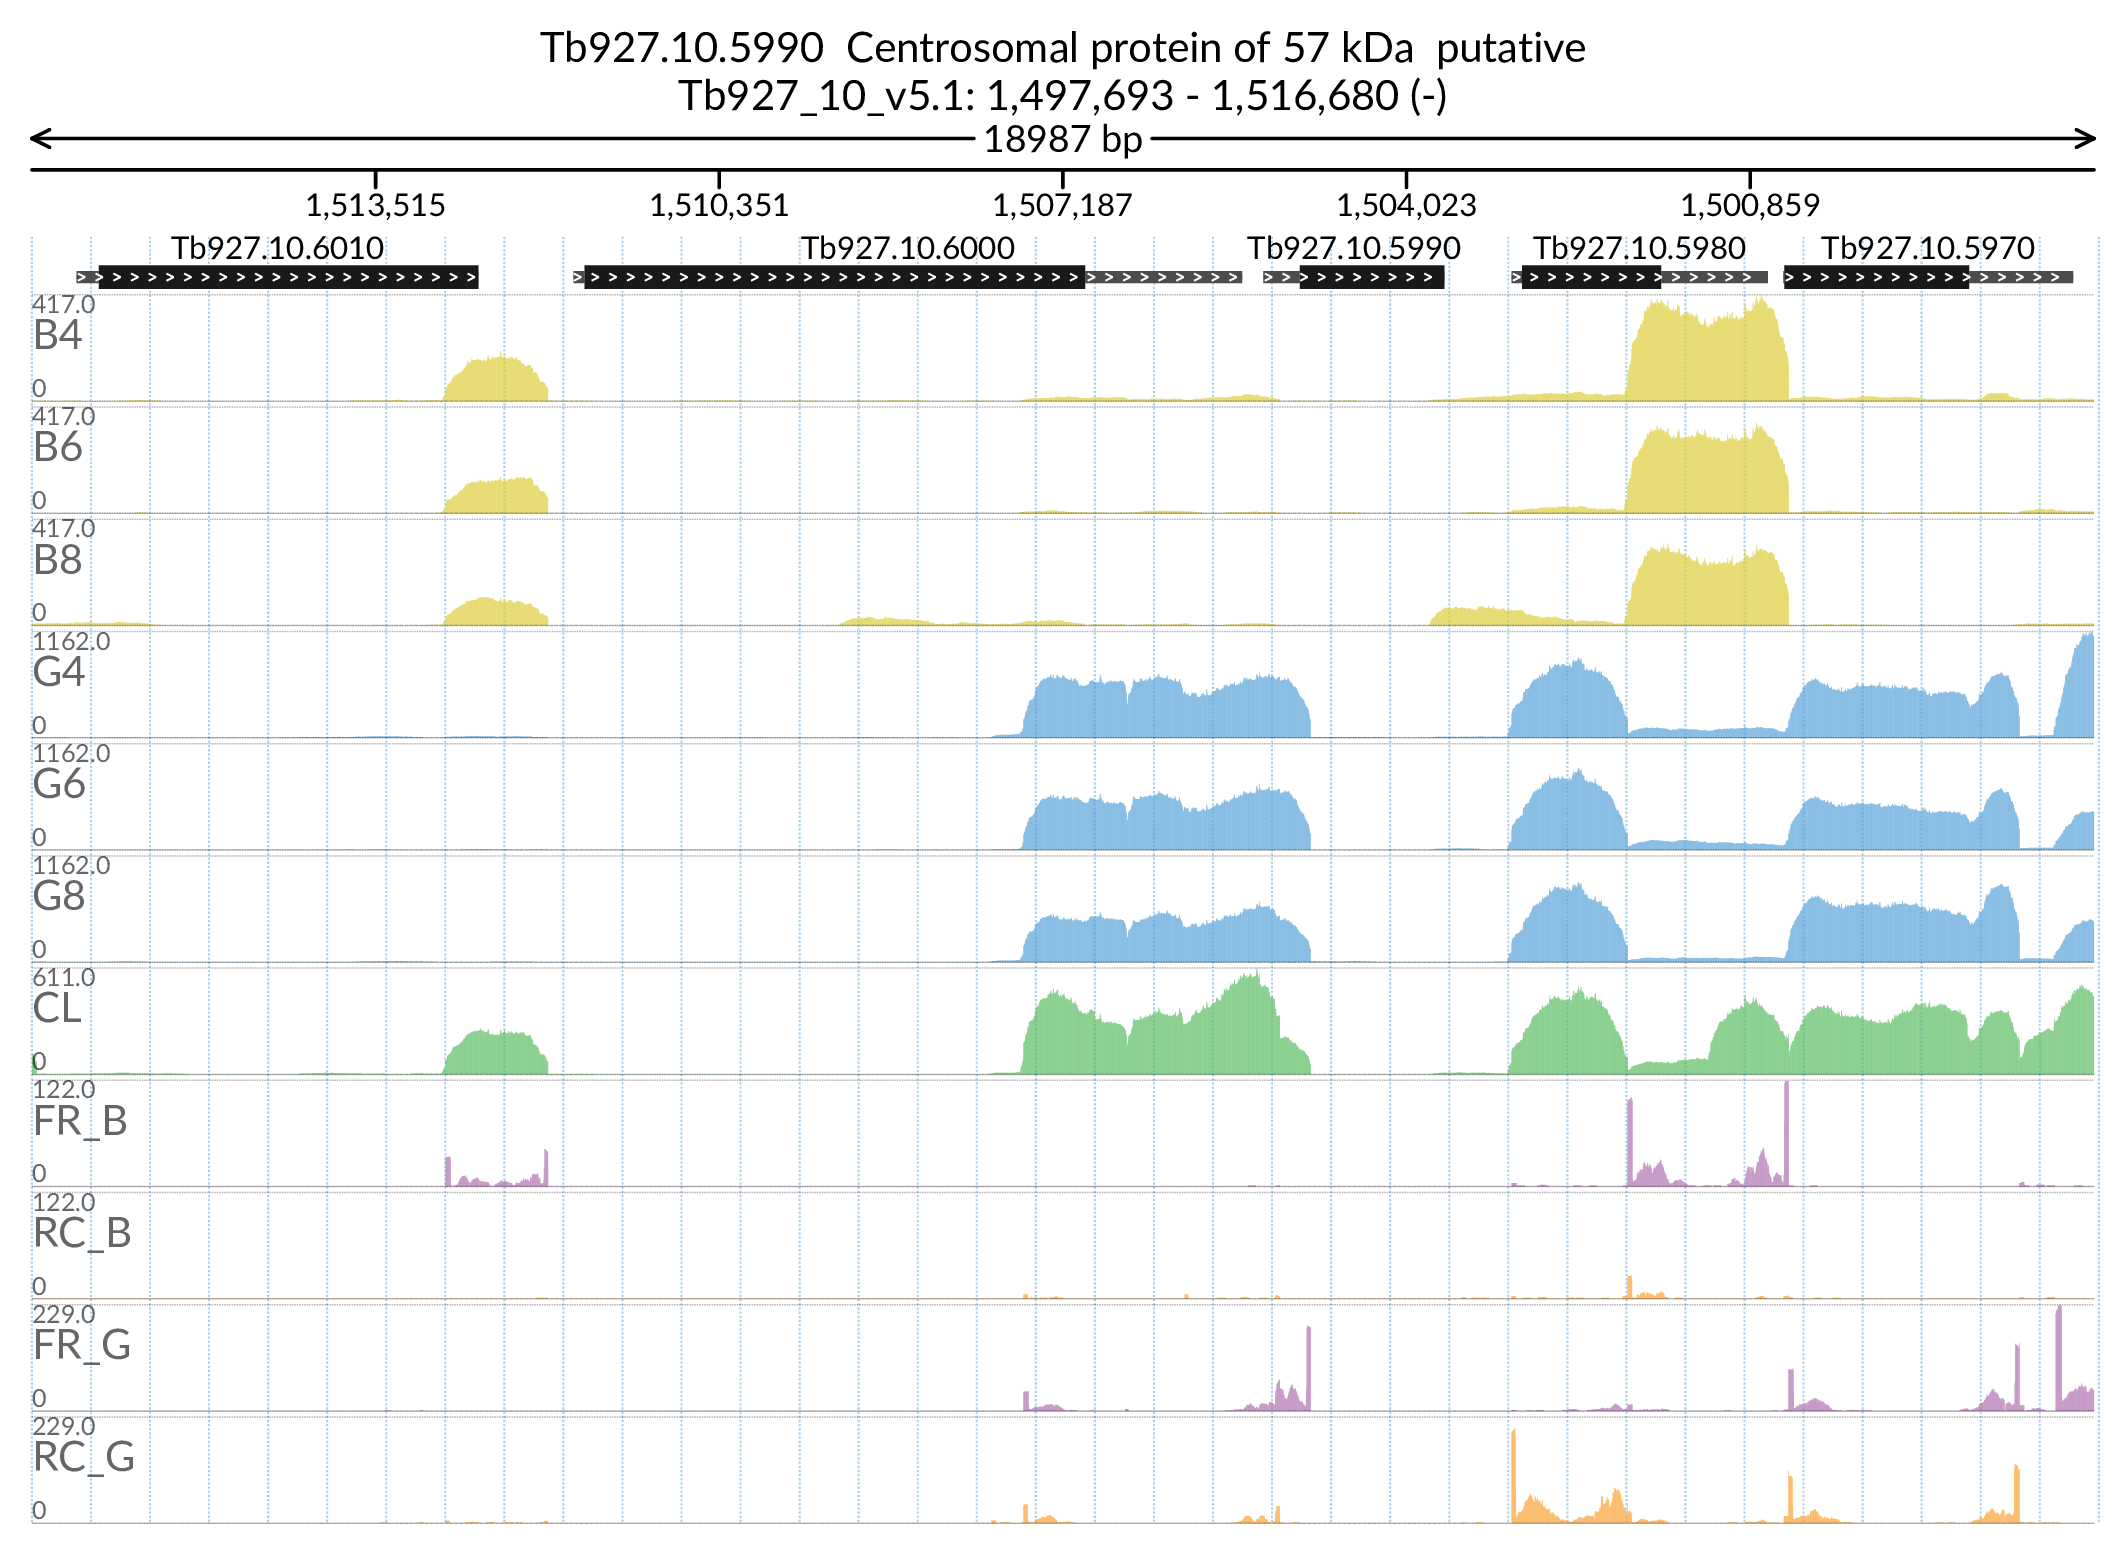 Tb927.10.5990 Centrosomal protein of 57 kDa putative
Tb927_10_v5.1: 1,497,693 - 1,516,680 (-)
18987 bp
1,513,515 1,510,351 1,507,187 1,504,023 1,500,859
Tb927.10.6010 Tb927.10.6000 Tb927.10.5990 Tb927.10.5980 Tb927.10.5970
417.0
B4
0
417.0
B6
0
417.0
B8
0
1162.0
G4
0
1162.0
G6
0
1162.0
G8
0
611.0
CL
0
122.0
FR_B
0
122.0
RC_B
0
229.0
FR_G
0
229.0
RC_G
0